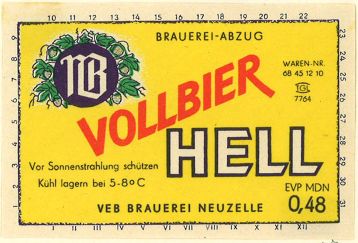 10 11 12 13 14 15 16 17 18 19 20 21 22
BRAUEREI-ABZUG
NB
WAREN-NR.
68 45 12 10
G
7764
VOLLBIER
HELL
Vor Sonnenstrahlung schützen
Kühl lagern bei 5-8°C
EVP MDN
0,48
VEB BRAUEREI NEUZELLE
I II III IV V VI VII VIII IX X XI XII